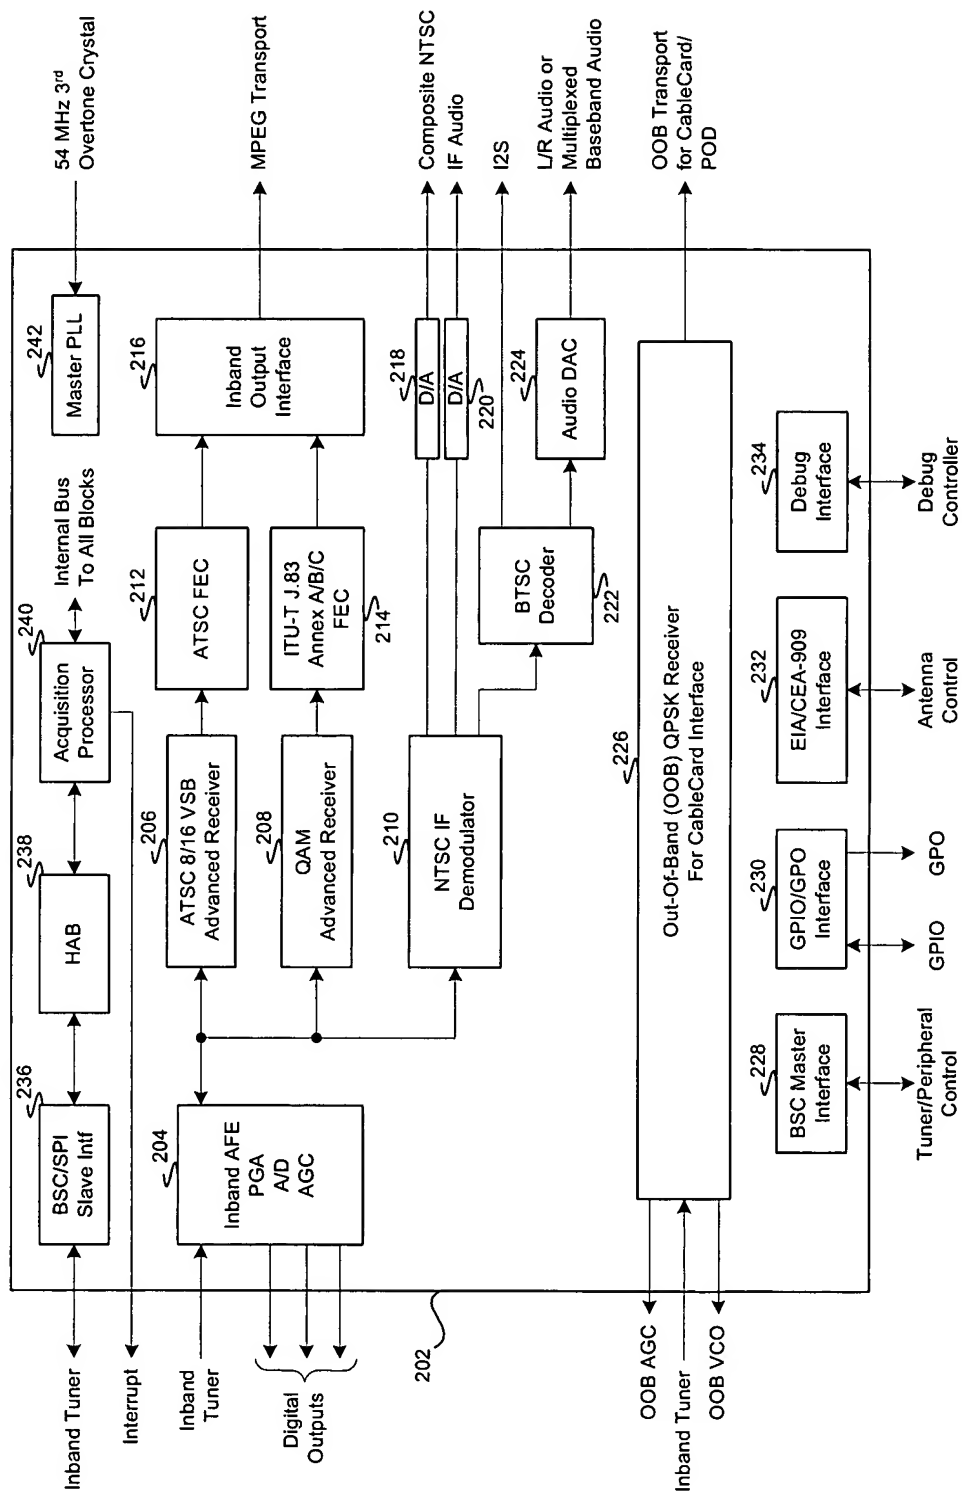 Inband Tuner
BSC/SPI
Slave Intf
236
HAB
238
Acquisition
Processor
240
Internal Bus
To All Blocks
Master PLL
242
54 MHz 3rd
Overtone Crystal
Interrupt
Inband
Tuner
Digital
Outputs
Inband AFE
PGA
A/D
AGC
204
ATSC 8/16 VSB
Advanced Receiver
206
ATSC FEC
212
Inband
Output
Interface
216
MPEG Transport
QAM
Advanced Receiver
208
ITU-T J.83
Annex A/B/C
FEC
214
NTSC IF
Demodulator
210
D/A
218
Composite NTSC
D/A
220
IF Audio
I2S
BTSC
Decoder
222
Audio DAC
224
L/R Audio or
Multiplexed
Baseband Audio
202
OOB AGC
Inband Tuner
OOB VCO
Out-Of-Band (OOB) QPSK Receiver
For CableCard Interface
226
OOB Transport
for CableCard/
POD
BSC Master
Interface
228
Tuner/Peripheral
Control
GPIO/GPO
Interface
230
GPIO
GPO
EIA/CEA-909
Interface
232
Antenna
Control
Debug
Interface
234
Debug
Controller